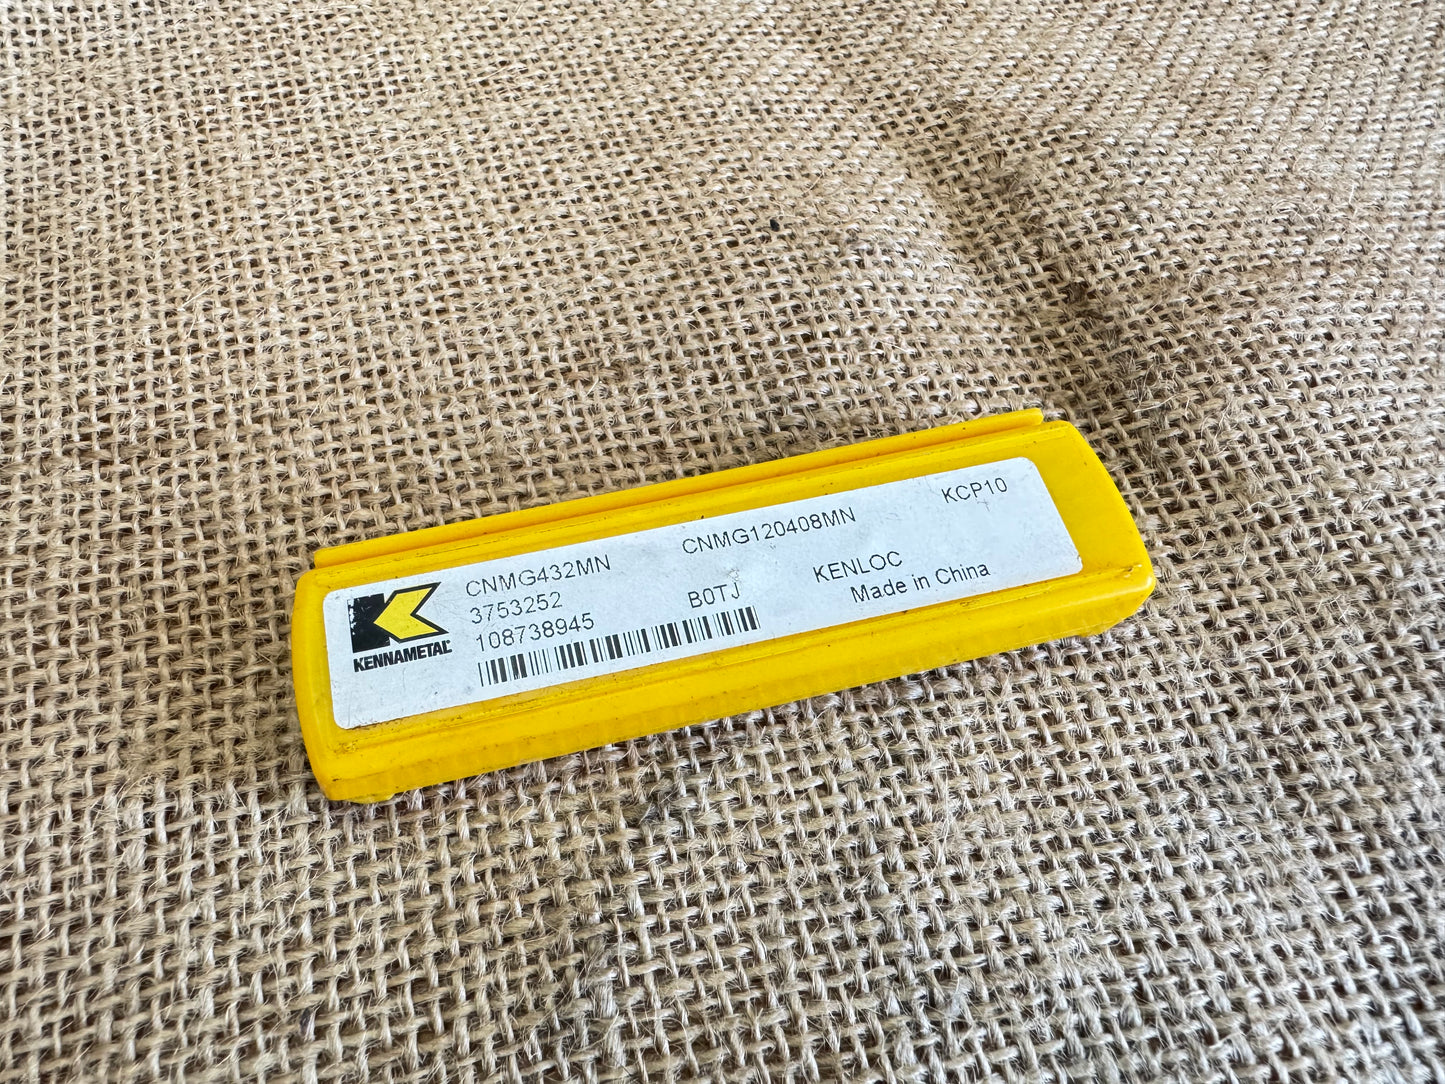 CNMG432MN CNMG120408MN KCP10
3753252
108738945 B0TJ KENLOC
Made in China
KENNAMETAL